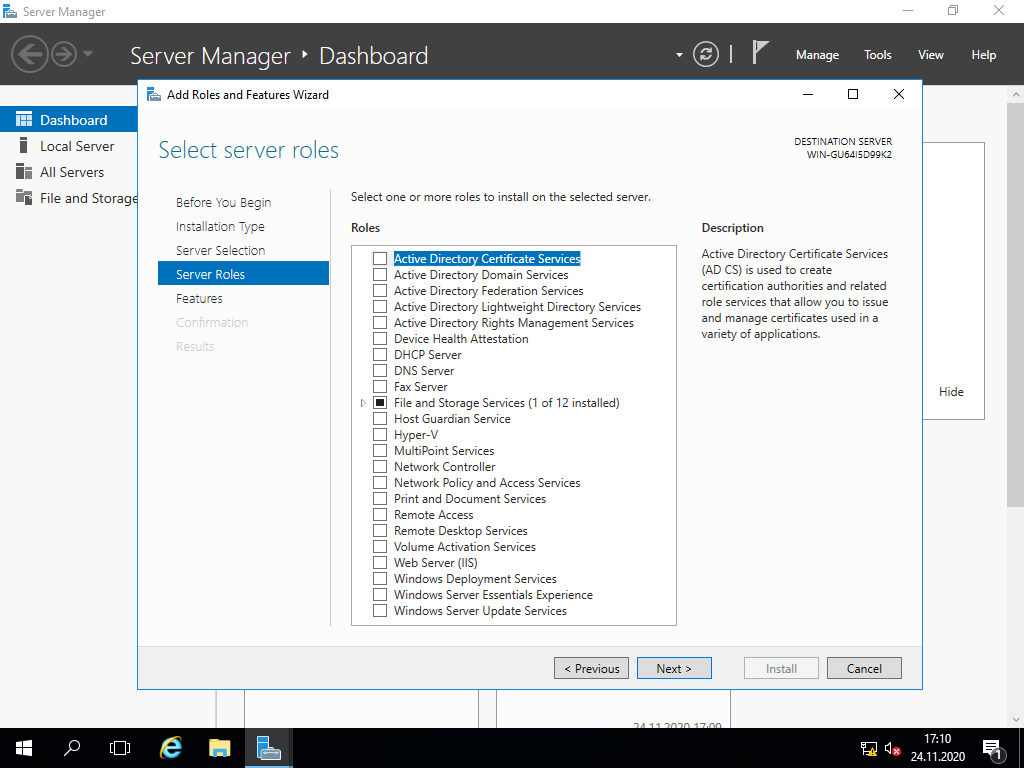 Server Manager
Server Manager ‣ Dashboard
Manage
Tools
View
Help
Dashboard
Local Server
All Servers
File and Storage
Add Roles and Features Wizard
Select server roles
DESTINATION SERVER
WIN-GU64I5D99K2
Before You Begin
Installation Type
Server Selection
Server Roles
Features
Confirmation
Results
Select one or more roles to install on the selected server.
Roles
Active Directory Certificate Services
Active Directory Domain Services
Active Directory Federation Services
Active Directory Lightweight Directory Services
Active Directory Rights Management Services
Device Health Attestation
DHCP Server
DNS Server
Fax Server
File and Storage Services (1 of 12 installed)
Host Guardian Service
Hyper-V
MultiPoint Services
Network Controller
Network Policy and Access Services
Print and Document Services
Remote Access
Remote Desktop Services
Volume Activation Services
Web Server (IIS)
Windows Deployment Services
Windows Server Essentials Experience
Windows Server Update Services
Description
Active Directory Certificate Services
(AD CS) is used to create
certification authorities and related
role services that allow you to issue
and manage certificates used in a
variety of applications.
Hide
< Previous
Next >
Install
Cancel
24.11.2020 17:09
17:10
24.11.2020
1